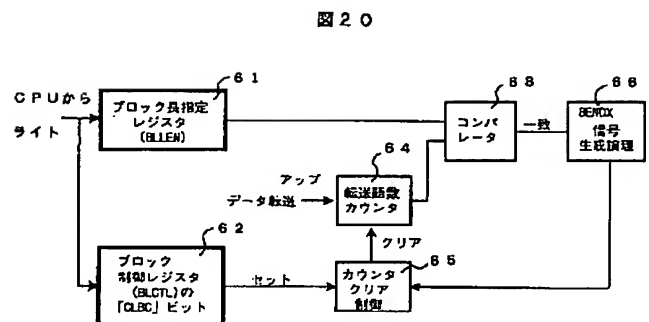 図20
61
CPUから
ライト
ブロック長指定
レジスタ
(BLLEN)
68
コンパ
レータ
一致
66
BENDX
信号
生成論理
64
アップ
データ転送
転送語数
カウンタ
クリア
62
ブロック
制御レジスタ
(BLCTL)の
「CLBC」ビット
セット
65
カウンタ
クリア
制御